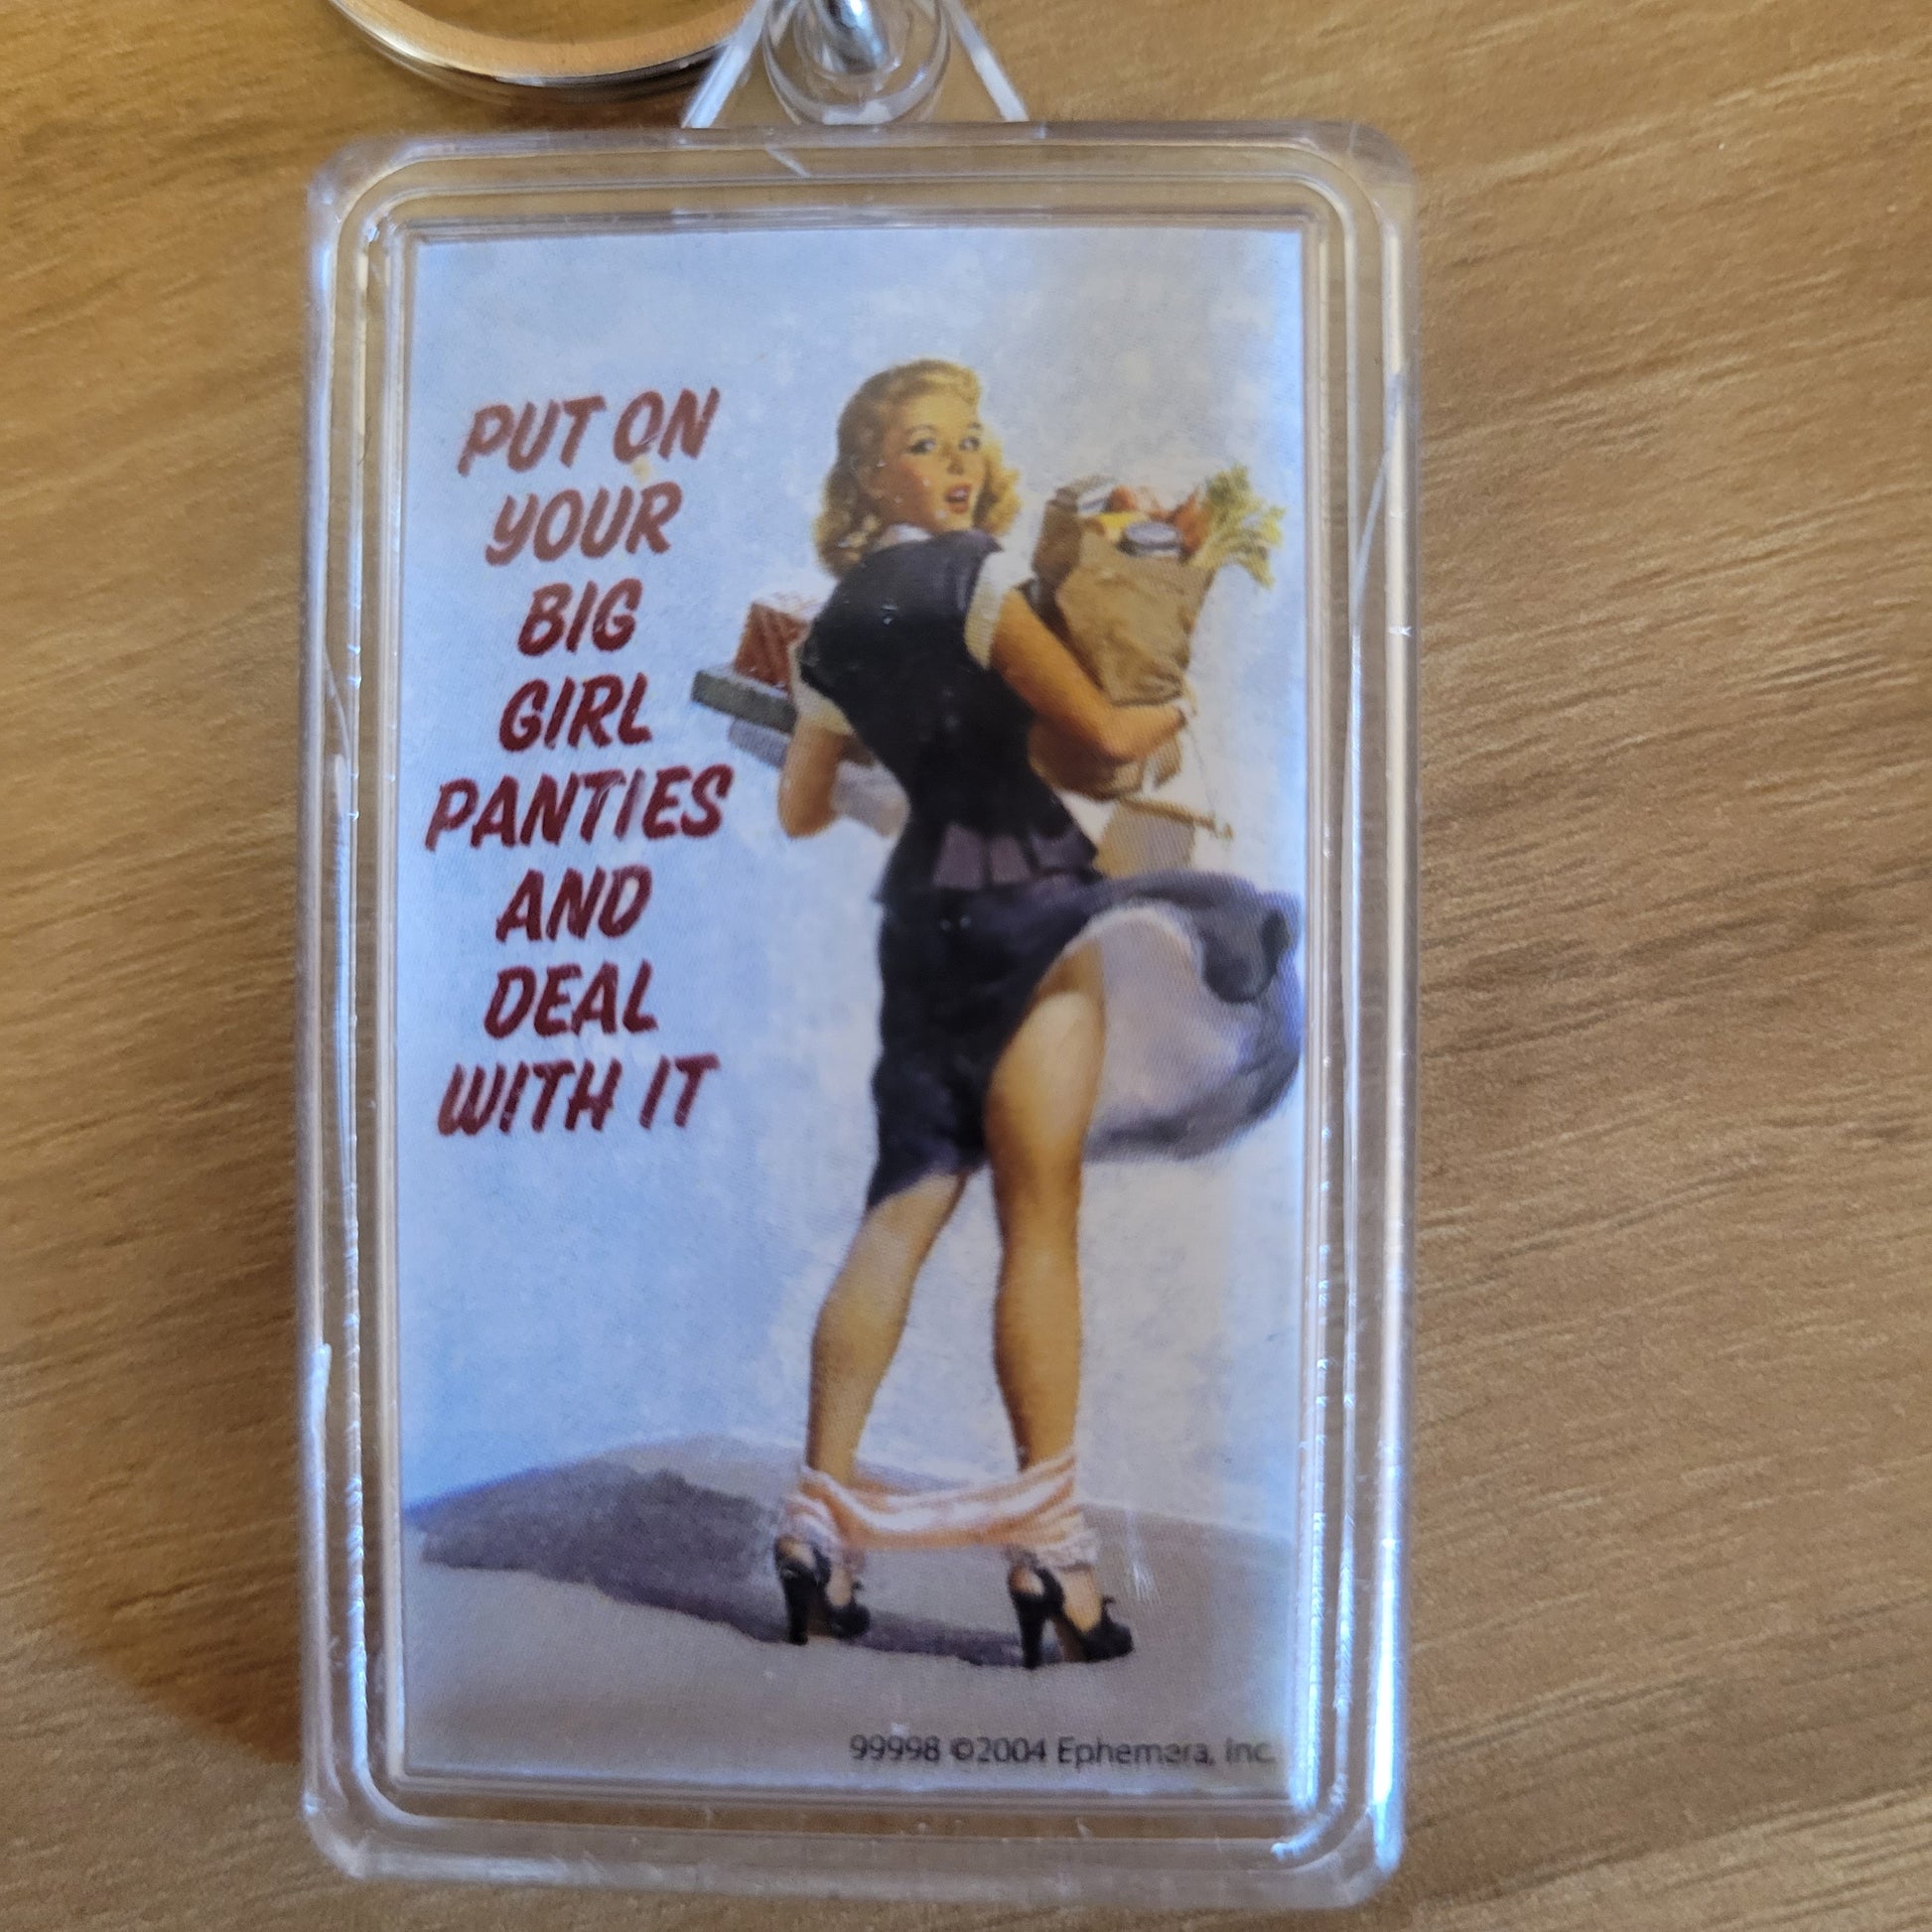 PUT ON
YOUR
BIG
GIRL
PANTIES
AND
DEAL
WITH IT
99998 ©2004 Ephemera, Inc.